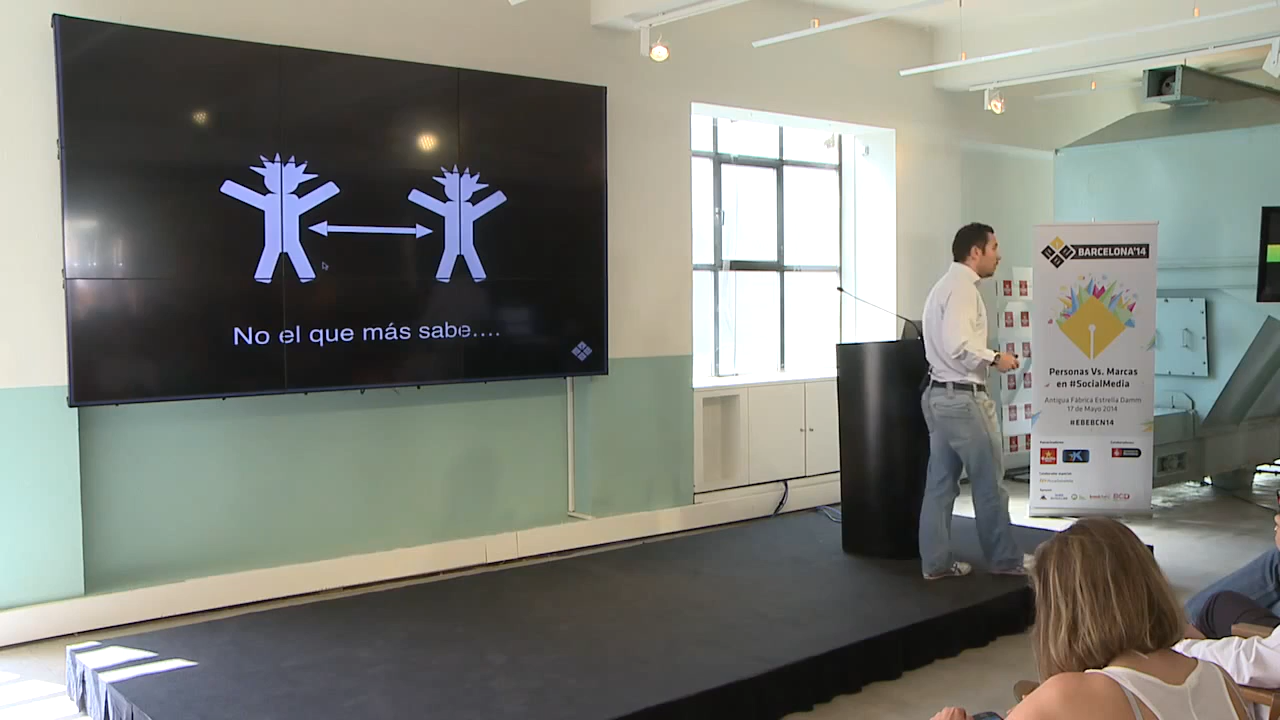 No el que más sabe....
BARCELONA'14
Personas Vs. Marcas
en #SocialMedia
Antigua Fábrica Estrella Damm
17 de Mayo 2014
#EBEBCN14
BCD